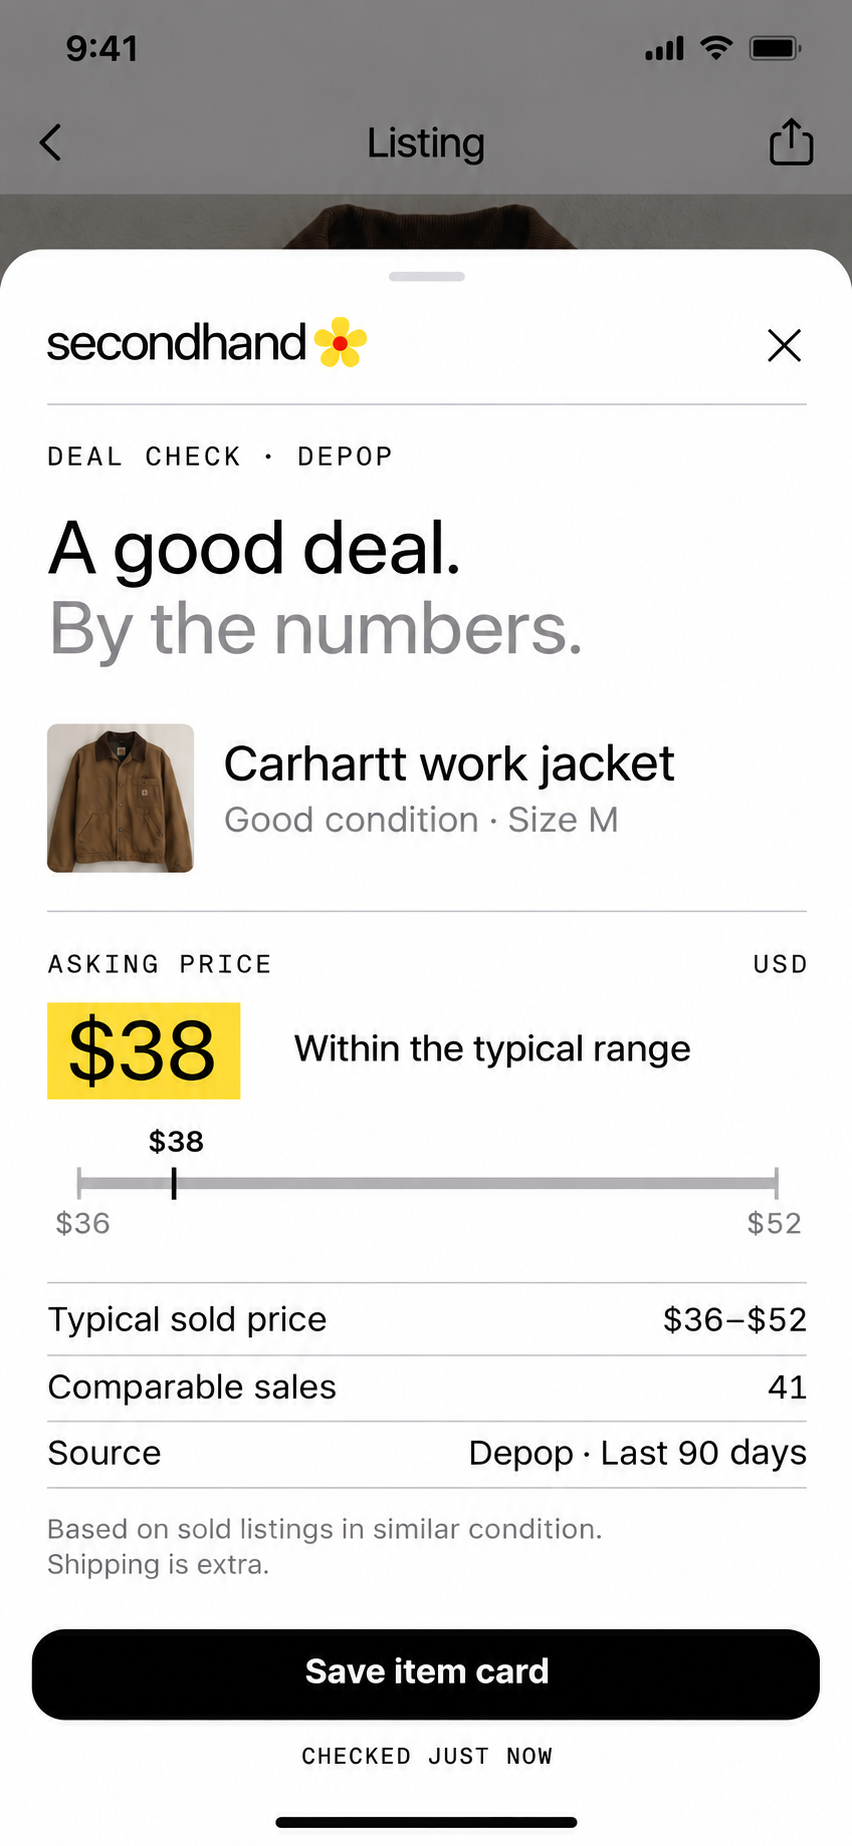 9:41
Listing
secondhand
DEAL CHECK · DEPOP
A good deal.
By the numbers.
Carhartt work jacket
Good condition · Size M
ASKING PRICE USD
$38 Within the typical range
$38
$36 $52
Typical sold price $36–$52
Comparable sales 41
Source Depop · Last 90 days
Based on sold listings in similar condition.
Shipping is extra.
Save item card
CHECKED JUST NOW